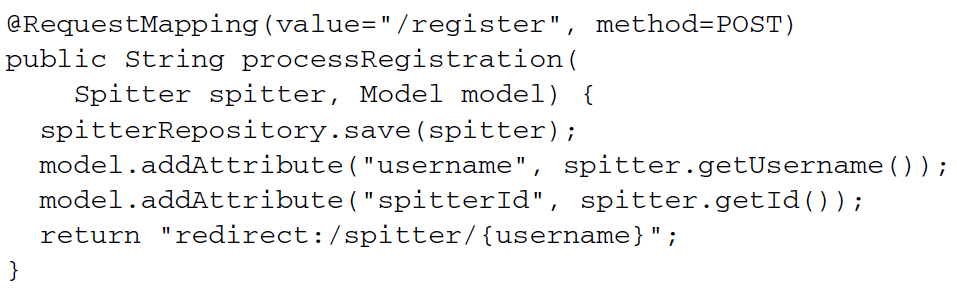 @RequestMapping(value="/register", method=POST)
public String processRegistration(
    Spitter spitter, Model model) {
  spitterRepository.save(spitter);
  model.addAttribute("username", spitter.getUsername());
  model.addAttribute("spitterId", spitter.getId());
  return "redirect:/spitter/{username}";
}